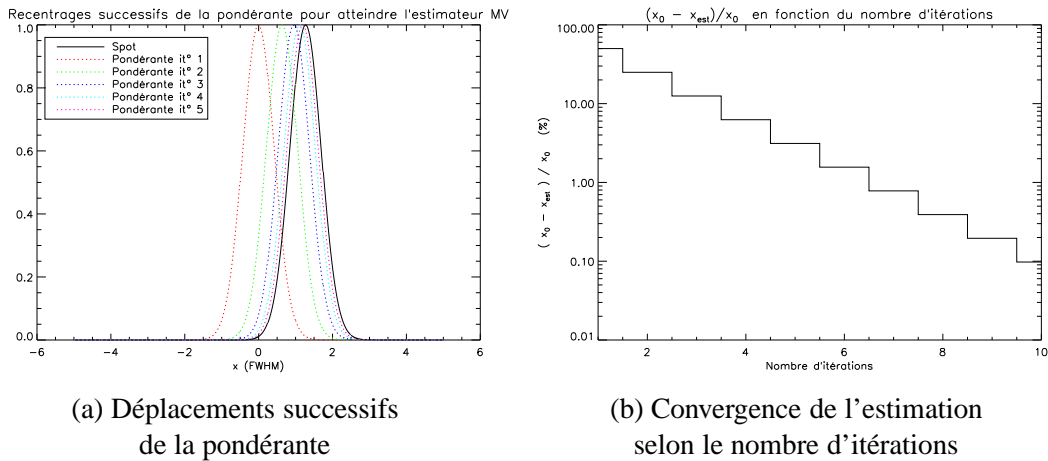 Recentrages successifs de la pondérante pour atteindre l'estimateur MV
1.0
0.8
0.6
0.4
0.2
0.0
Spot
Pondérante it° 1
Pondérante it° 2
Pondérante it° 3
Pondérante it° 4
Pondérante it° 5
−6
−4
−2
0
2
4
6
x (FWHM)
(x₀ − xₑₛₜ)/x₀ en fonction du nombre d'itérations
100.00
10.00
1.00
0.10
0.01
( x₀ − xₑₛₜ ) / x₀ (%)
2
4
6
8
10
Nombre d'itérations
(a) Déplacements successifs
de la pondérante
(b) Convergence de l'estimation
selon le nombre d'itérations